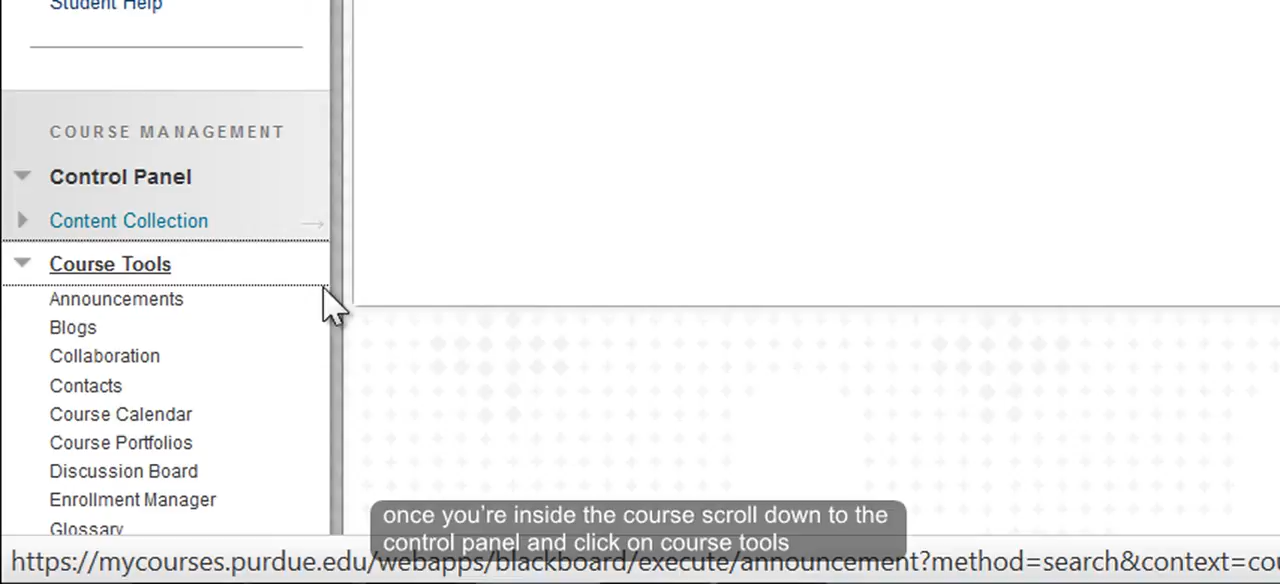 Student Help
COURSE MANAGEMENT
Control Panel
Content Collection
Course Tools
Announcements
Blogs
Collaboration
Contacts
Course Calendar
Course Portfolios
Discussion Board
Enrollment Manager
Glossary
once you're inside the course scroll down to the
control panel and click on course tools
https://mycourses.purdue.edu/webapps/blackboard/execute/announcement?method=search&context=cou